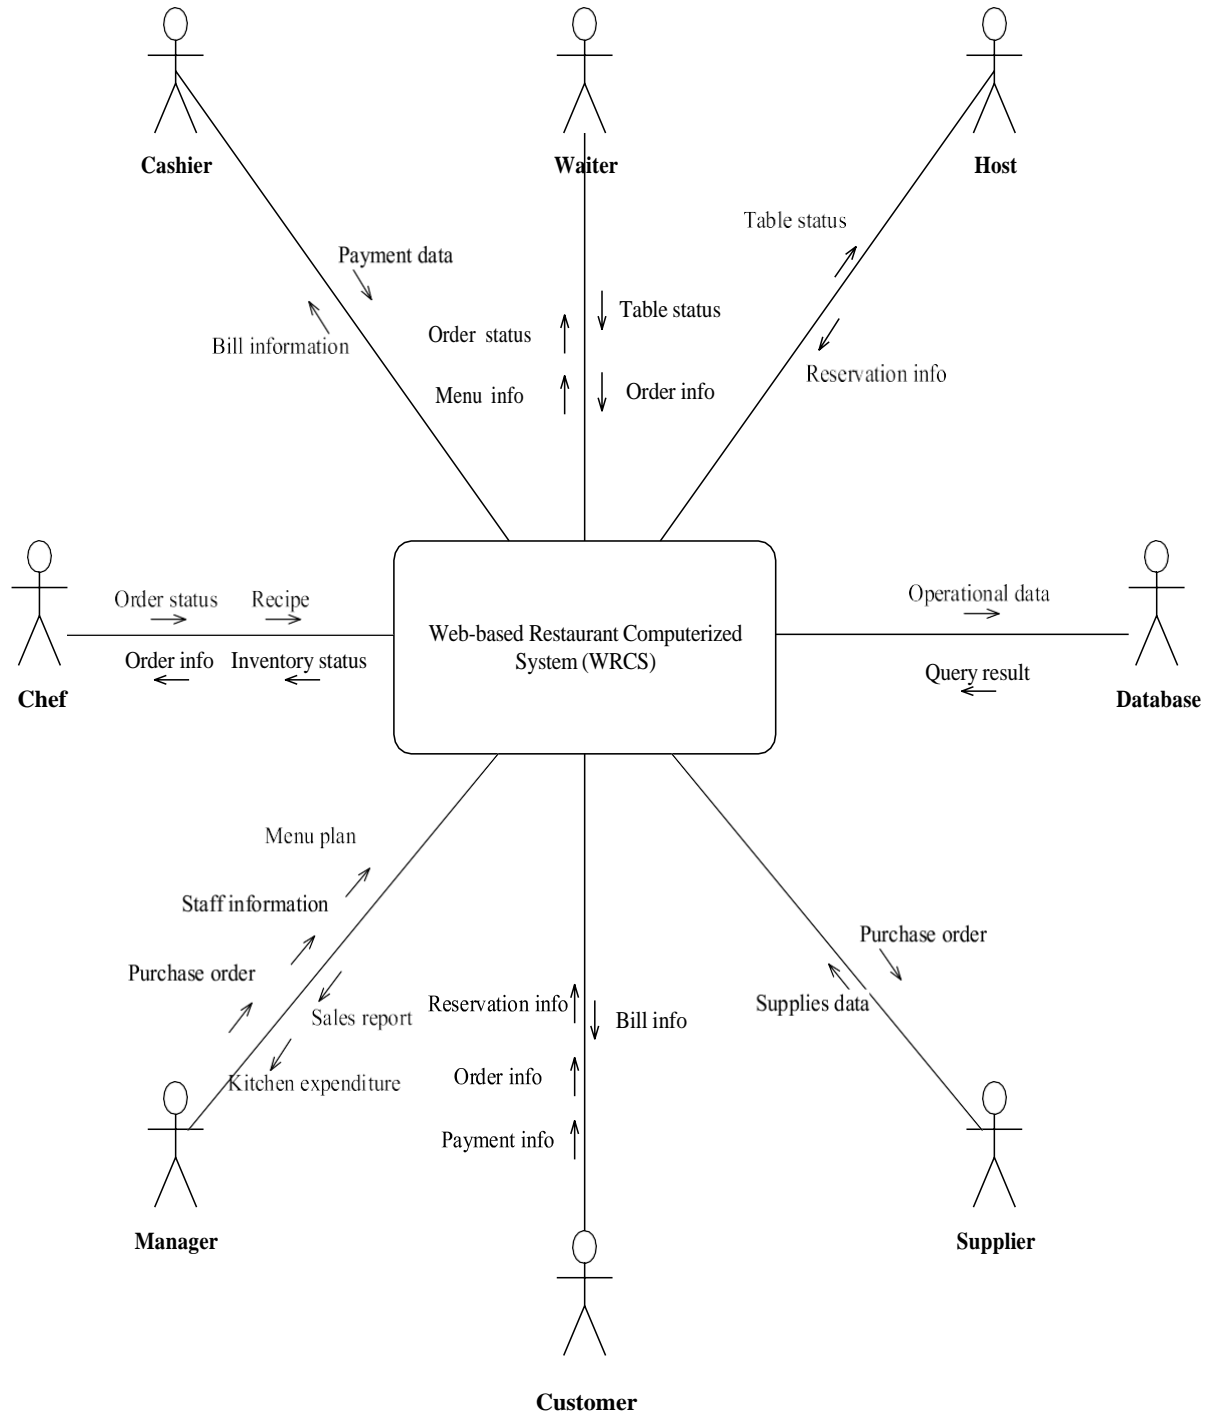 Cashier
Waiter
Host
Table status
Payment data
Table status
Order status
Bill information
Reservation info
Menu info
Order info
Order status
Recipe
Operational data
Web-based Restaurant Computerized
System (WRCS)
Order info
Inventory status
Query result
Chef
Database
Menu plan
Staff information
Purchase order
Purchase order
Reservation info
Supplies data
Sales report
Bill info
Order info
Kitchen expenditure
Payment info
Manager
Supplier
Customer